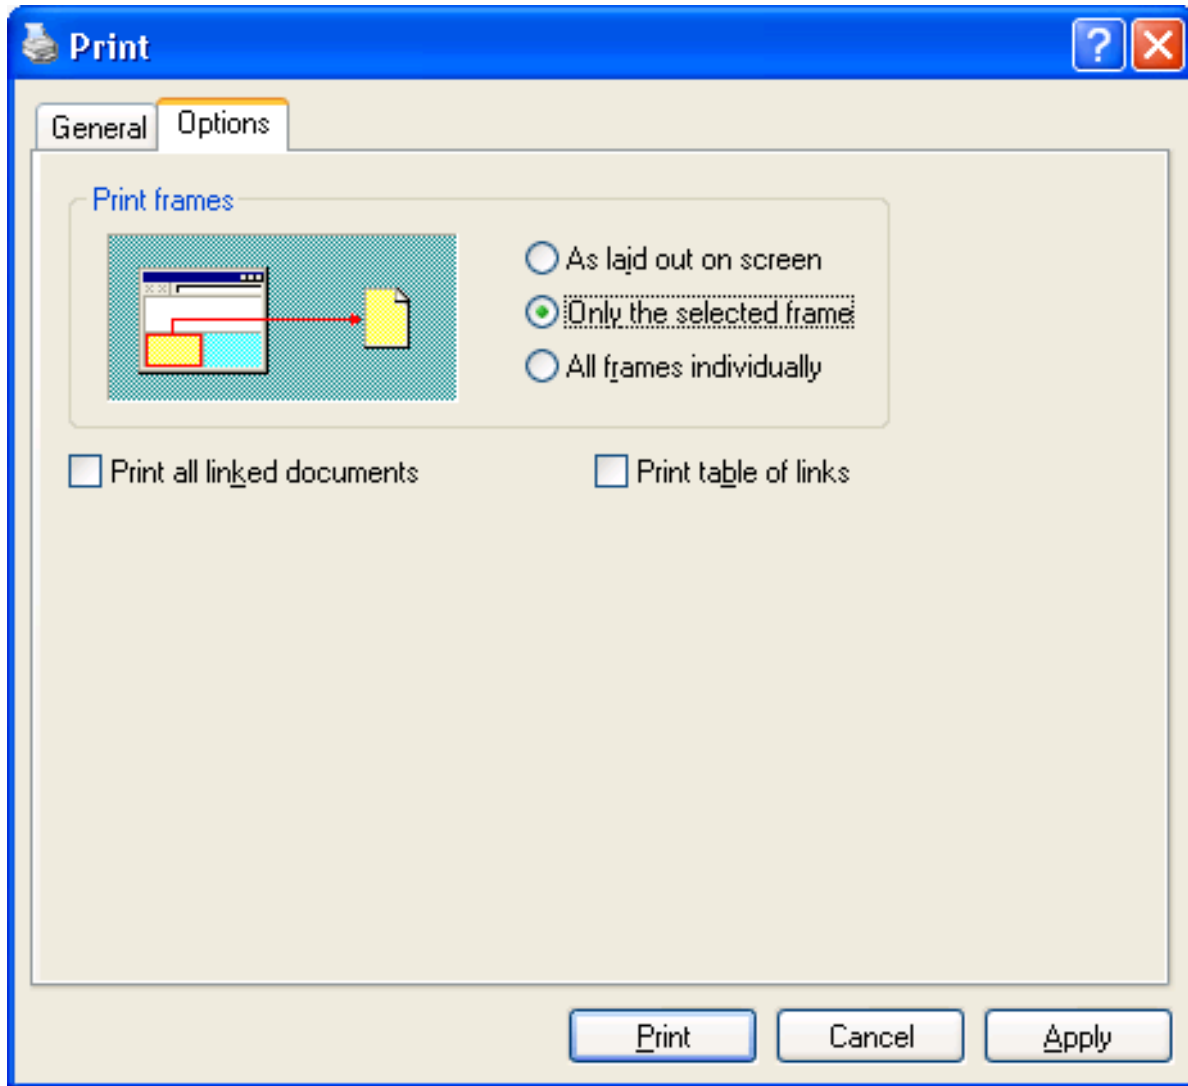 Print
General Options
Print frames
As laid out on screen
Only the selected frame
All frames individually
Print all linked documents Print table of links
Print Cancel Apply